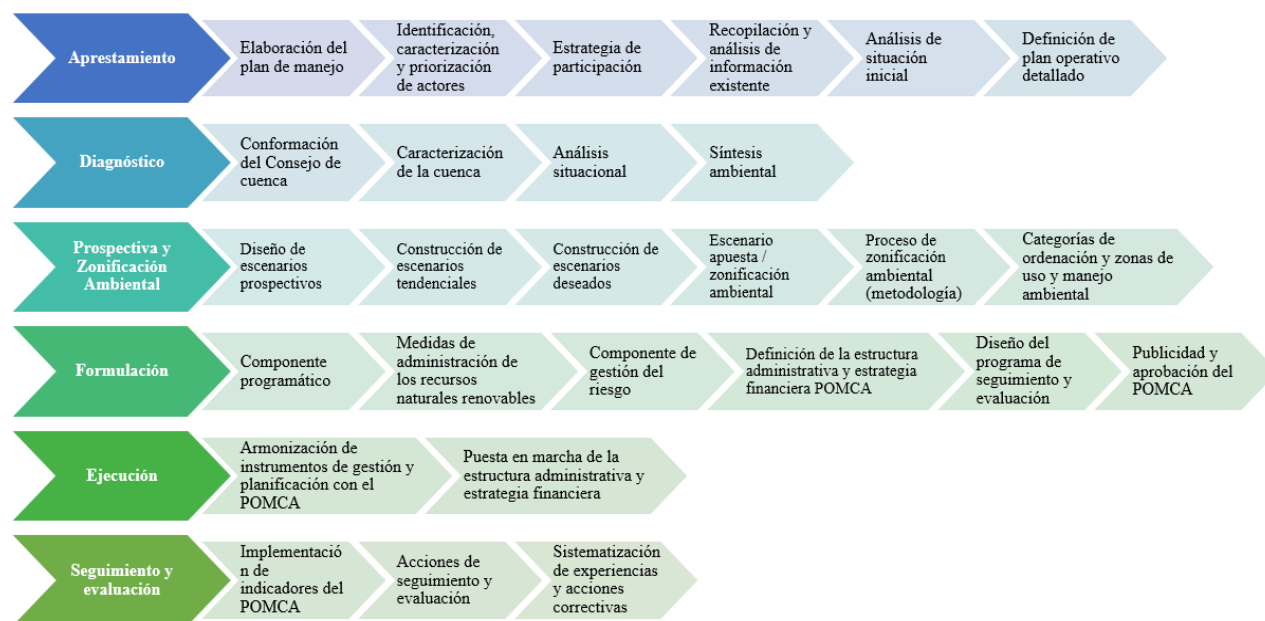 Aprestamiento
Elaboración del
plan de manejo
Identificación,
caracterización
y priorización
de actores
Estrategia de
participación
Recopilación y
análisis de
información
existente
Análisis de
situación
inicial
Definición de
plan operativo
detallado
Diagnóstico
Conformación
del Consejo de
cuenca
Caracterización
de la cuenca
Análisis
situacional
Síntesis
ambiental
Prospectiva y
Zonificación
Ambiental
Diseño de
escenarios
prospectivos
Construcción de
escenarios
tendenciales
Construcción de
escenarios
deseados
Escenario
apuesta /
zonificación
ambiental
Proceso de
zonificación
ambiental
(metodología)
Categorías de
ordenación y zonas de
uso y manejo
ambiental
Formulación
Componente
programático
Medidas de
administración de
los recursos
naturales renovables
Componente de
gestión del
riesgo
Definición de la estructura
administrativa y estrategia
financiera POMCA
Diseño del
programa de
seguimiento y
evaluación
Publicidad y
aprobación del
POMCA
Ejecución
Armonización de
instrumentos de gestión y
planificación con el
POMCA
Puesta en marcha de la
estructura administrativa y
estrategia financiera
Seguimiento y
evaluación
Implementació
n de
indicadores del
POMCA
Acciones de
seguimiento y
evaluación
Sistematización
de experiencias
y acciones
correctivas